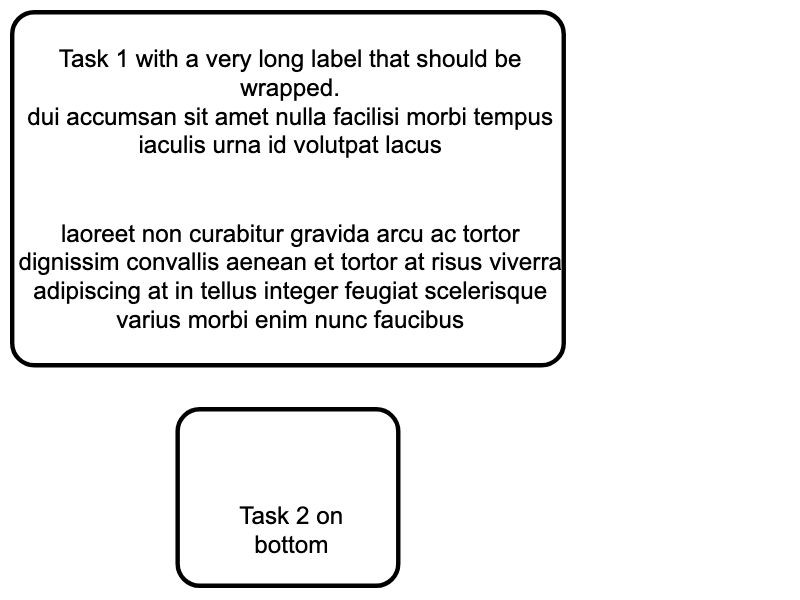 Task 1 with a very long label that should be
wrapped.
dui accumsan sit amet nulla facilisi morbi tempus
iaculis urna id volutpat lacus
laoreet non curabitur gravida arcu ac tortor
dignissim convallis aenean et tortor at risus viverra
adipiscing at in tellus integer feugiat scelerisque
varius morbi enim nunc faucibus
Task 2 on
bottom